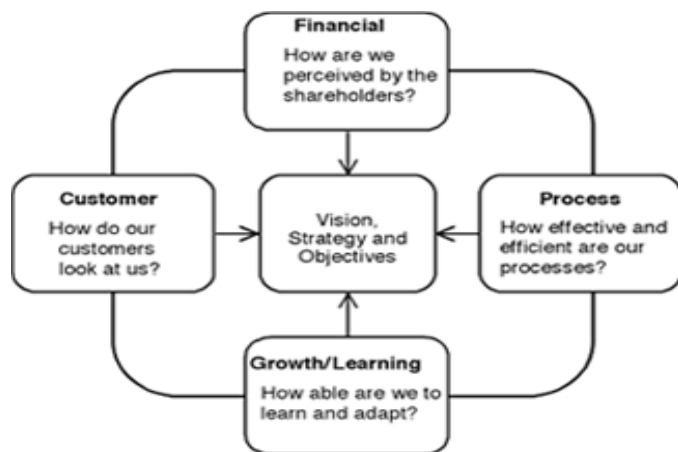 Financial
How are we
perceived by the
shareholders?
Customer
How do our
customers
look at us?
Vision,
Strategy and
Objectives
Process
How effective and
efficient are our
processes?
Growth/Learning
How able are we to
learn and adapt?